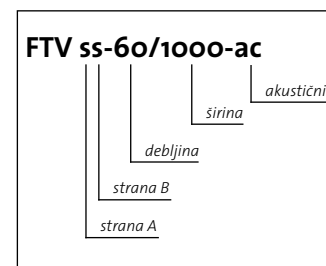 FTV ss-60/1000-ac
akustični
širina
debljina
strana B
strana A